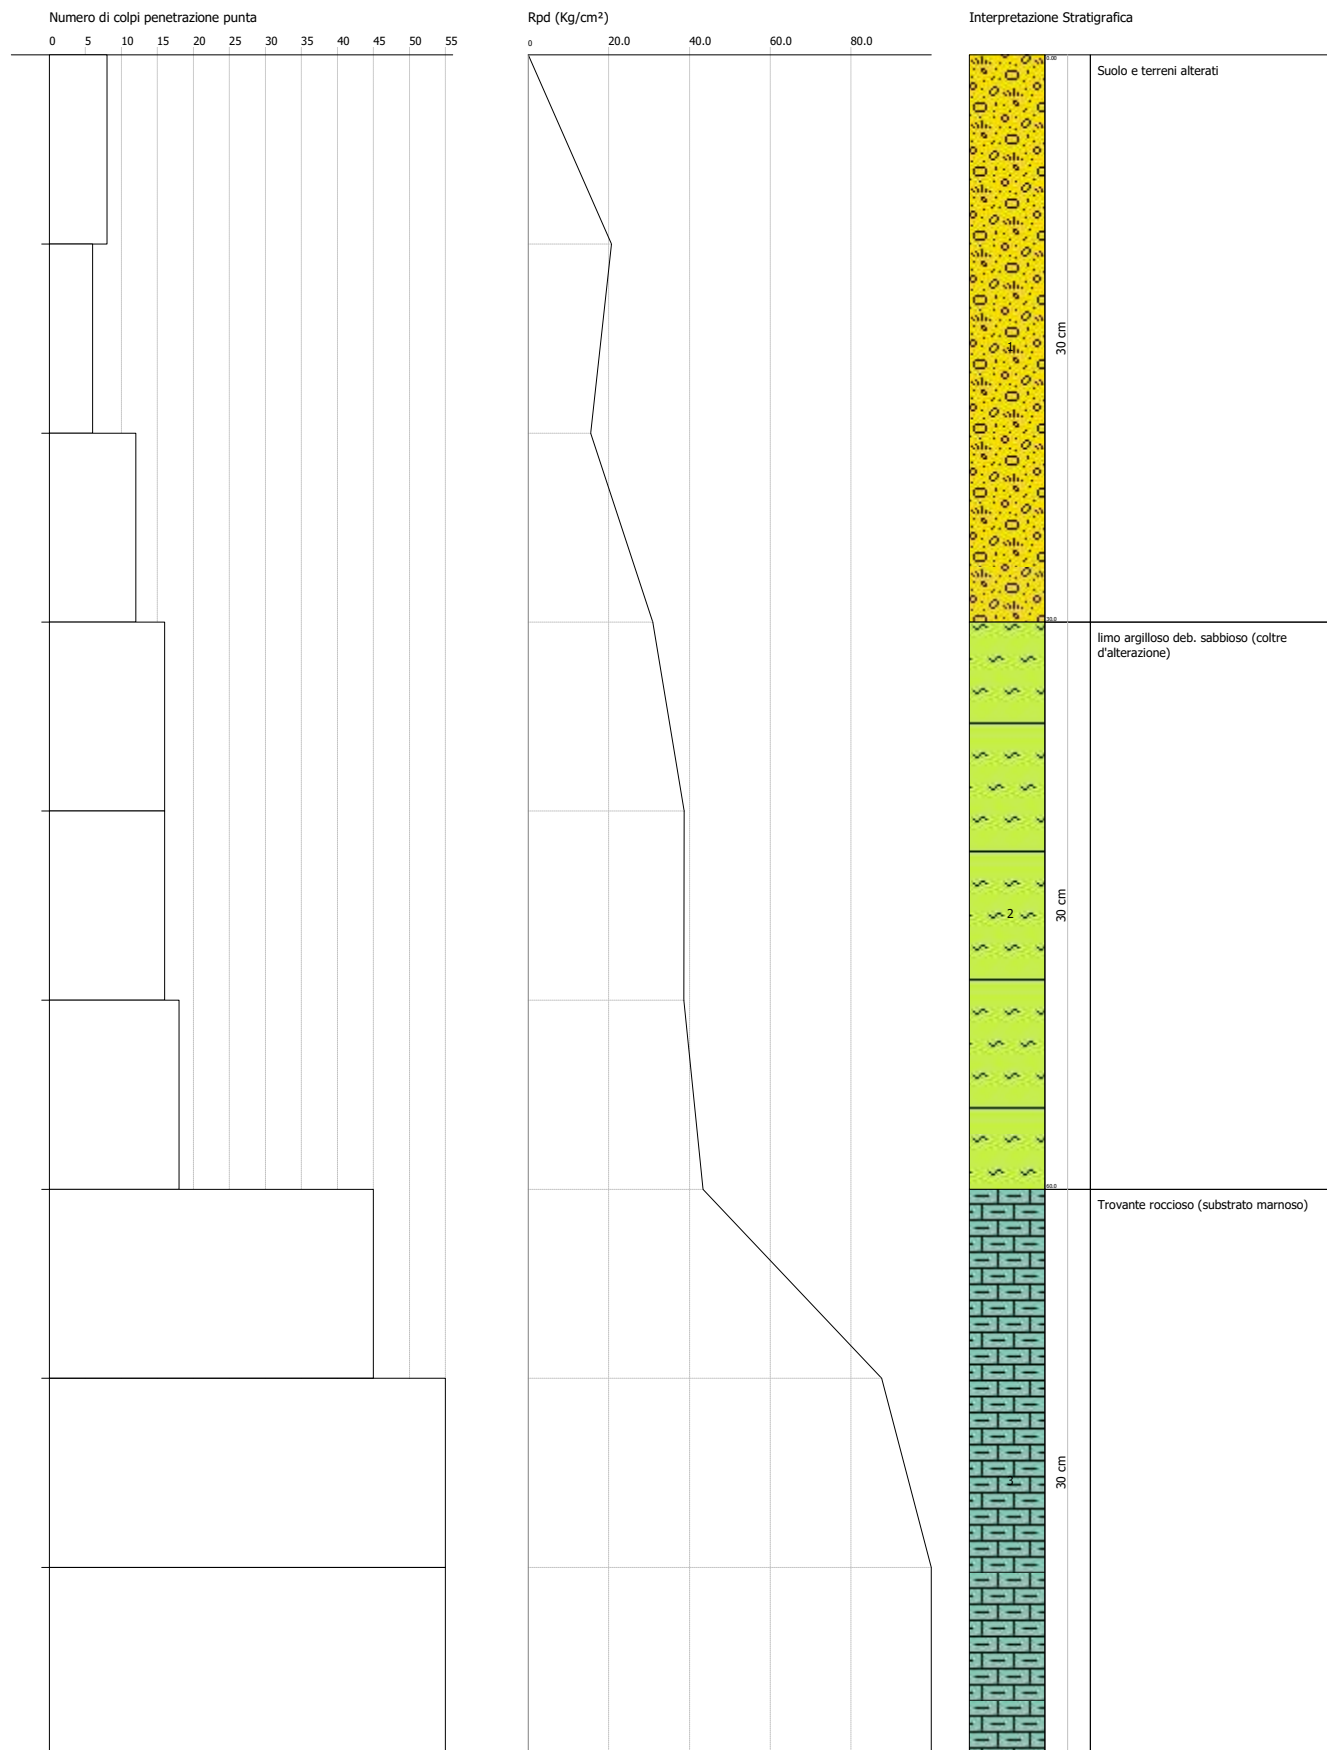 Numero di colpi penetrazione punta
Rpd (Kg/cm²)
Interpretazione Stratigrafica
0 5 10 15 20 25 30 35 40 45 50 55
0 20.0 40.0 60.0 80.0
Suolo e terreni alterati
1
30 cm
limo argilloso deb. sabbioso (coltre
d'alterazione)
2
30 cm
60.0
Trovante roccioso (substrato marnoso)
3
30 cm